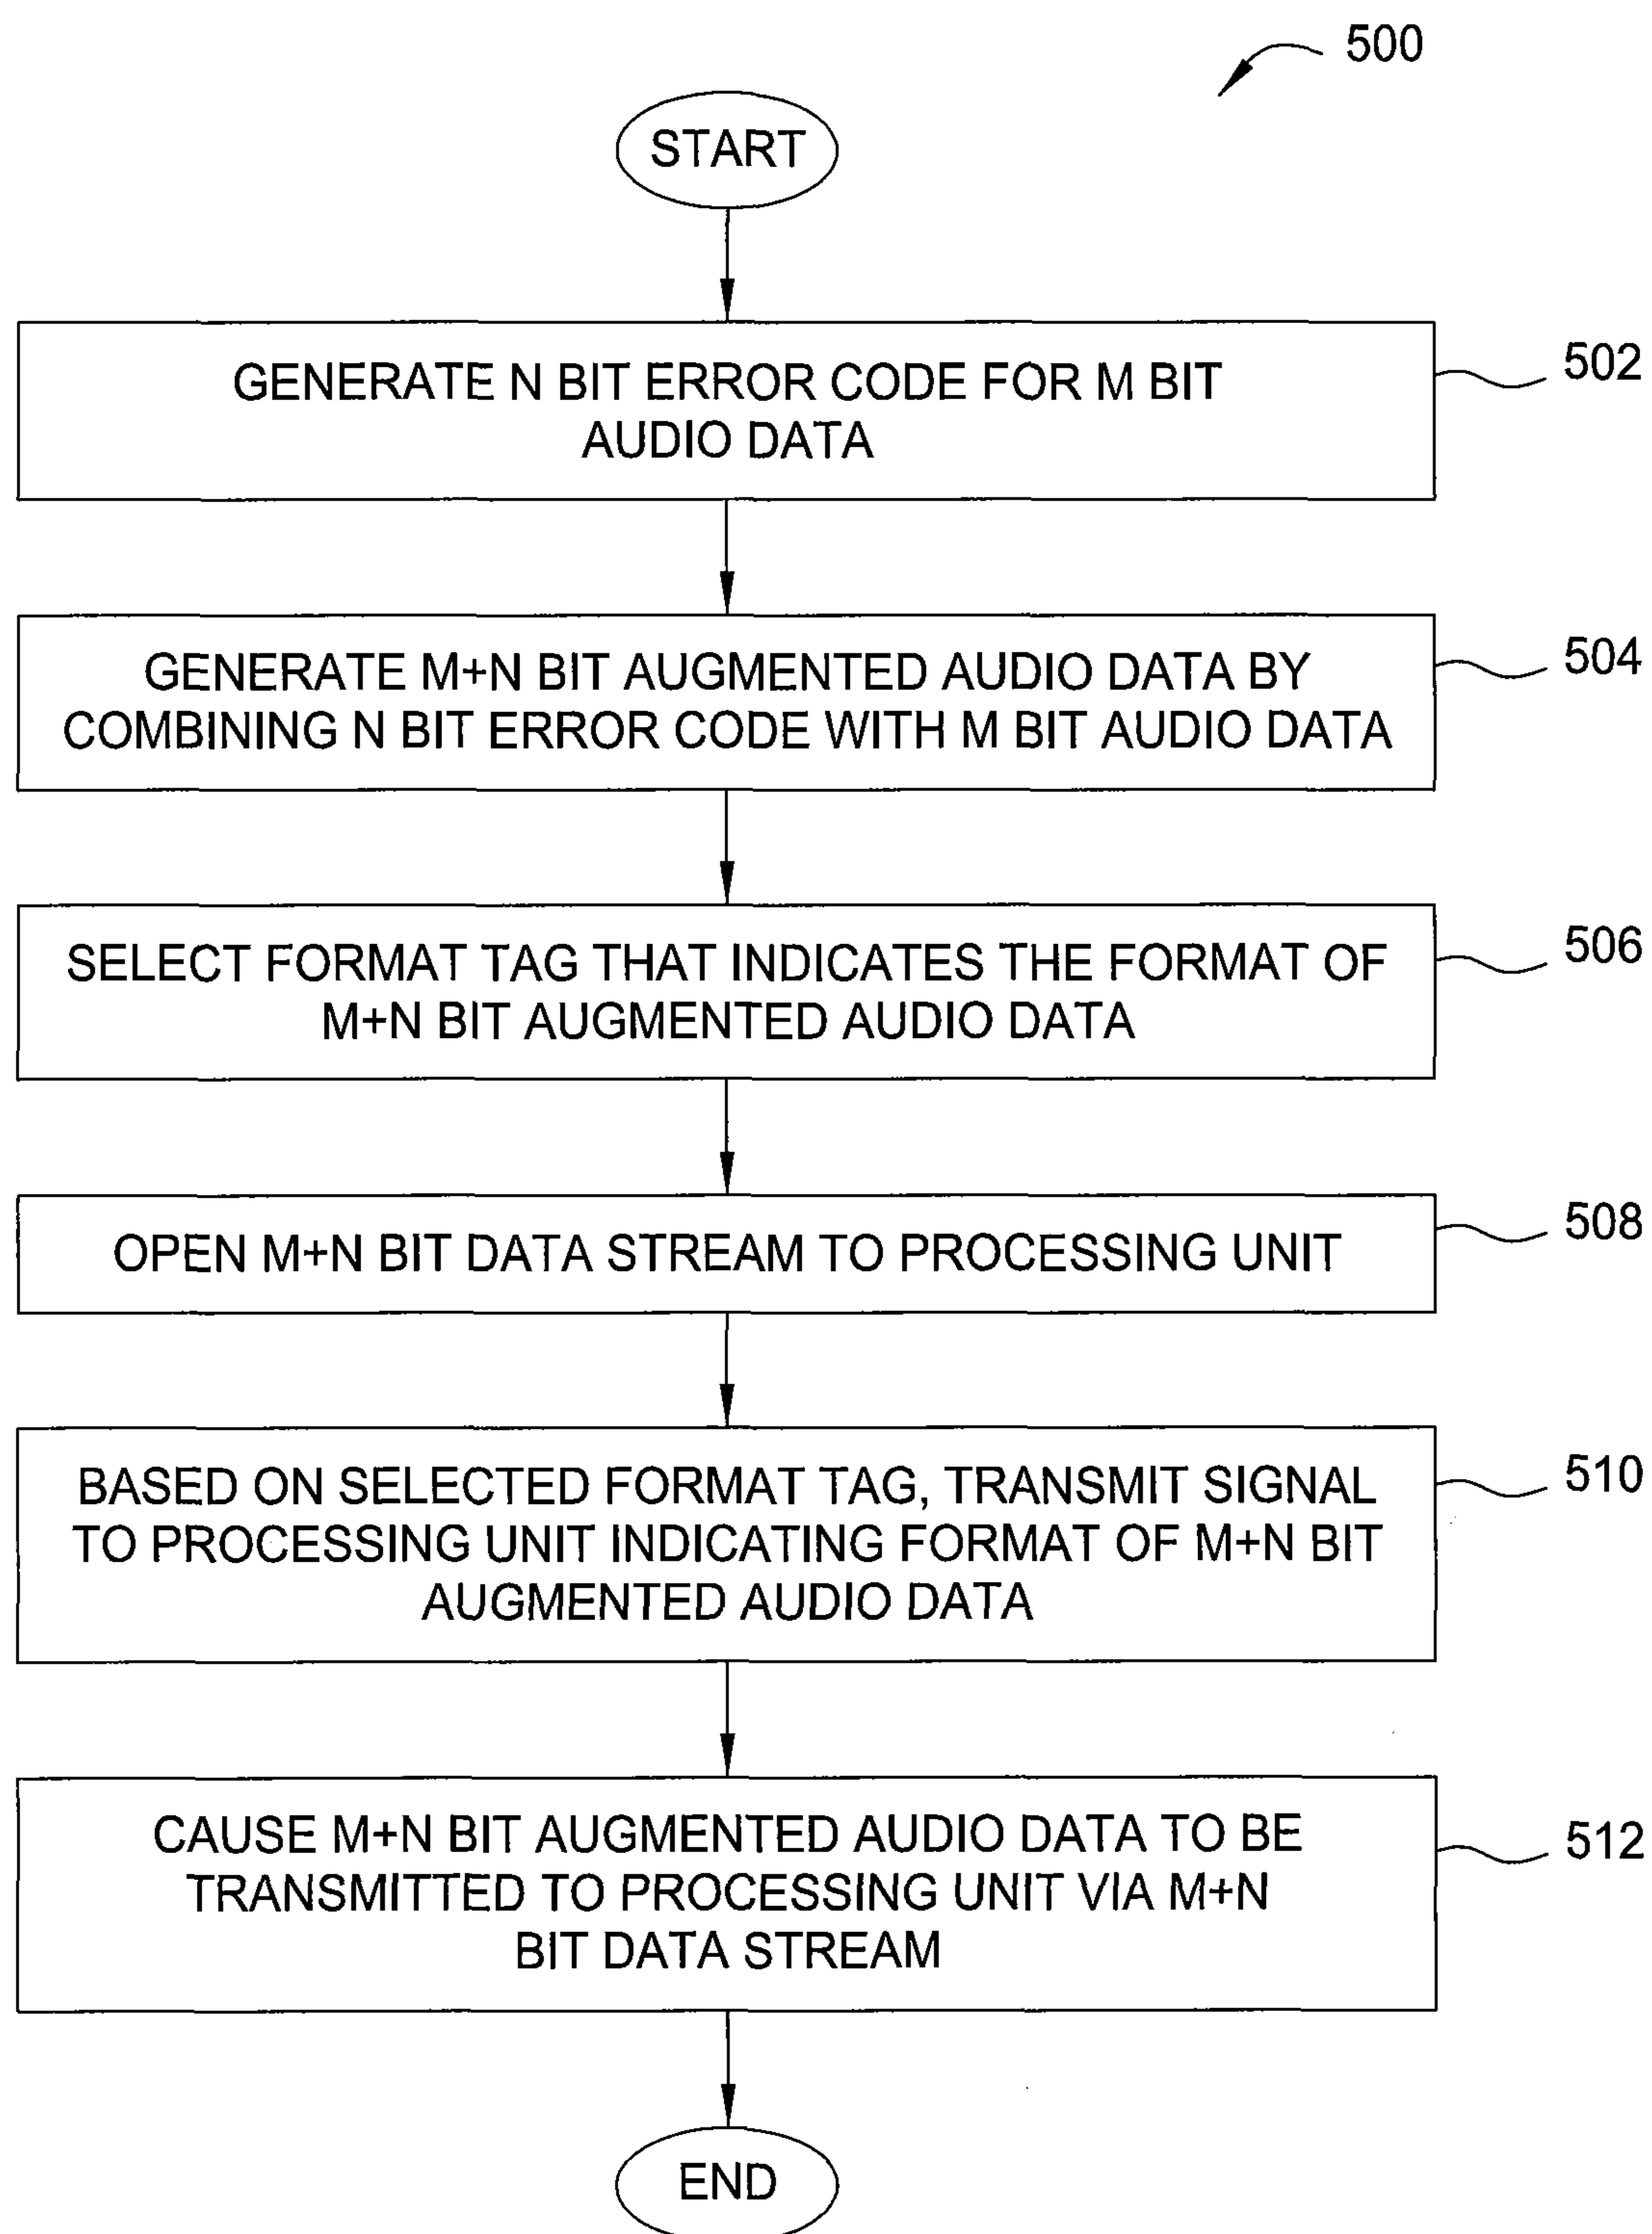 500
START
GENERATE N BIT ERROR CODE FOR M BIT
AUDIO DATA
502
GENERATE M+N BIT AUGMENTED AUDIO DATA BY
COMBINING N BIT ERROR CODE WITH M BIT AUDIO DATA
504
SELECT FORMAT TAG THAT INDICATES THE FORMAT OF
M+N BIT AUGMENTED AUDIO DATA
506
OPEN M+N BIT DATA STREAM TO PROCESSING UNIT
508
BASED ON SELECTED FORMAT TAG, TRANSMIT SIGNAL
TO PROCESSING UNIT INDICATING FORMAT OF M+N BIT
AUGMENTED AUDIO DATA
510
CAUSE M+N BIT AUGMENTED AUDIO DATA TO BE
TRANSMITTED TO PROCESSING UNIT VIA M+N
BIT DATA STREAM
512
END